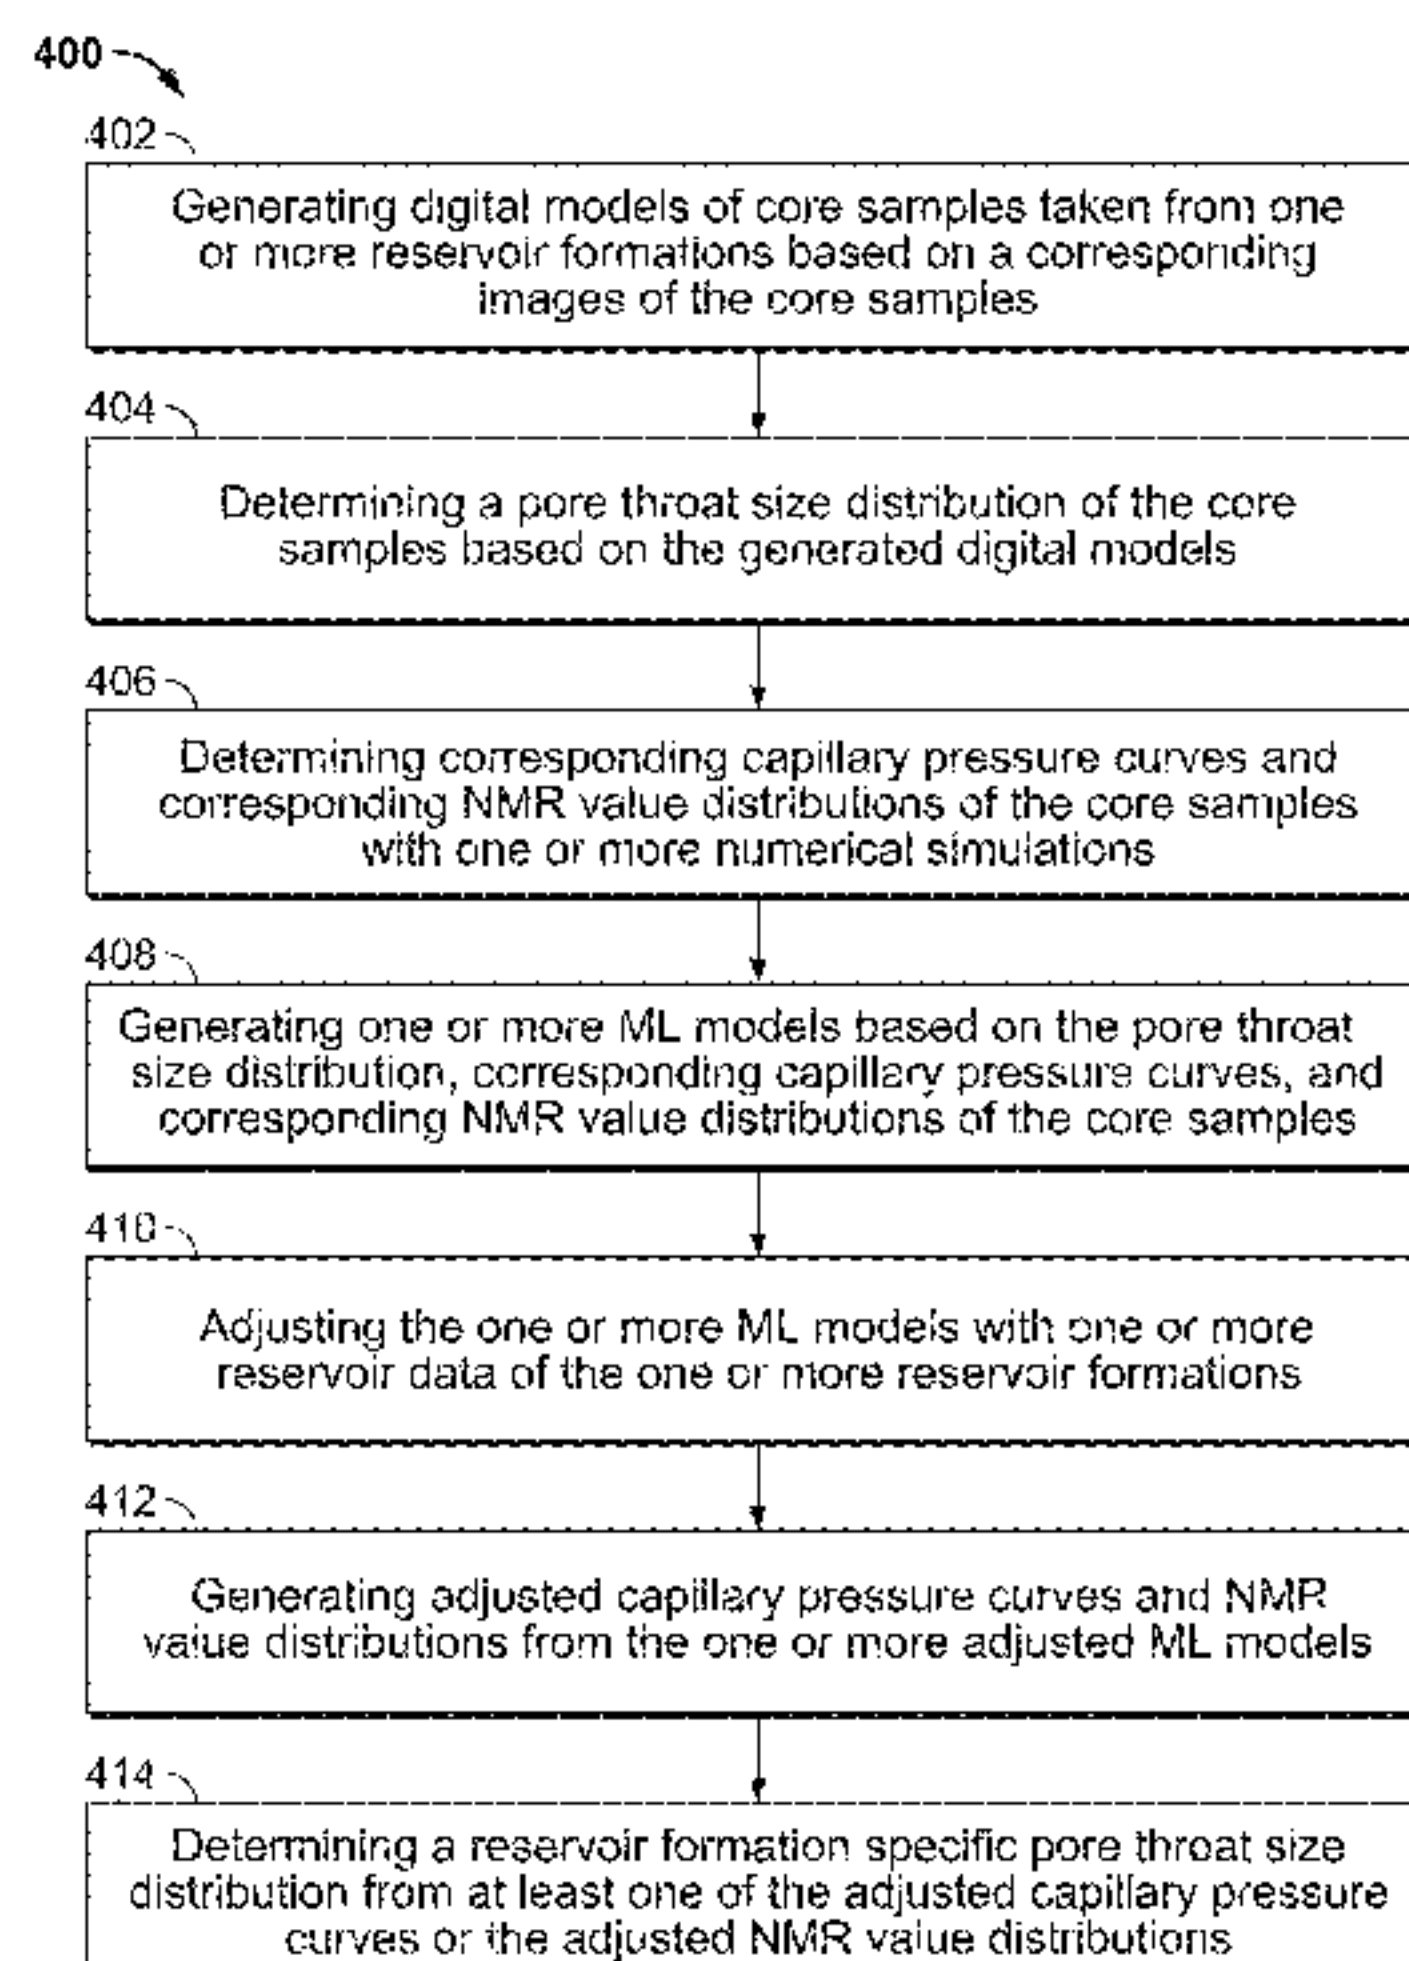 400
402
Generating digital models of core samples taken from one
or more reservoir formations based on a corresponding
images of the core samples
404
Determining a pore throat size distribution of the core
samples based on the generated digital models
406
Determining corresponding capillary pressure curves and
corresponding NMR value distributions of the core samples
with one or more numerical simulations
408
Generating one or more ML models based on the pore throat
size distribution, corresponding capillary pressure curves, and
corresponding NMR value distributions of the core samples
410
Adjusting the one or more ML models with one or more
reservoir data of the one or more reservoir formations
412
Generating adjusted capillary pressure curves and NMR
value distributions from the one or more adjusted ML models
414
Determining a reservoir formation specific pore throat size
distribution from at least one of the adjusted capillary pressure
curves or the adjusted NMR value distributions